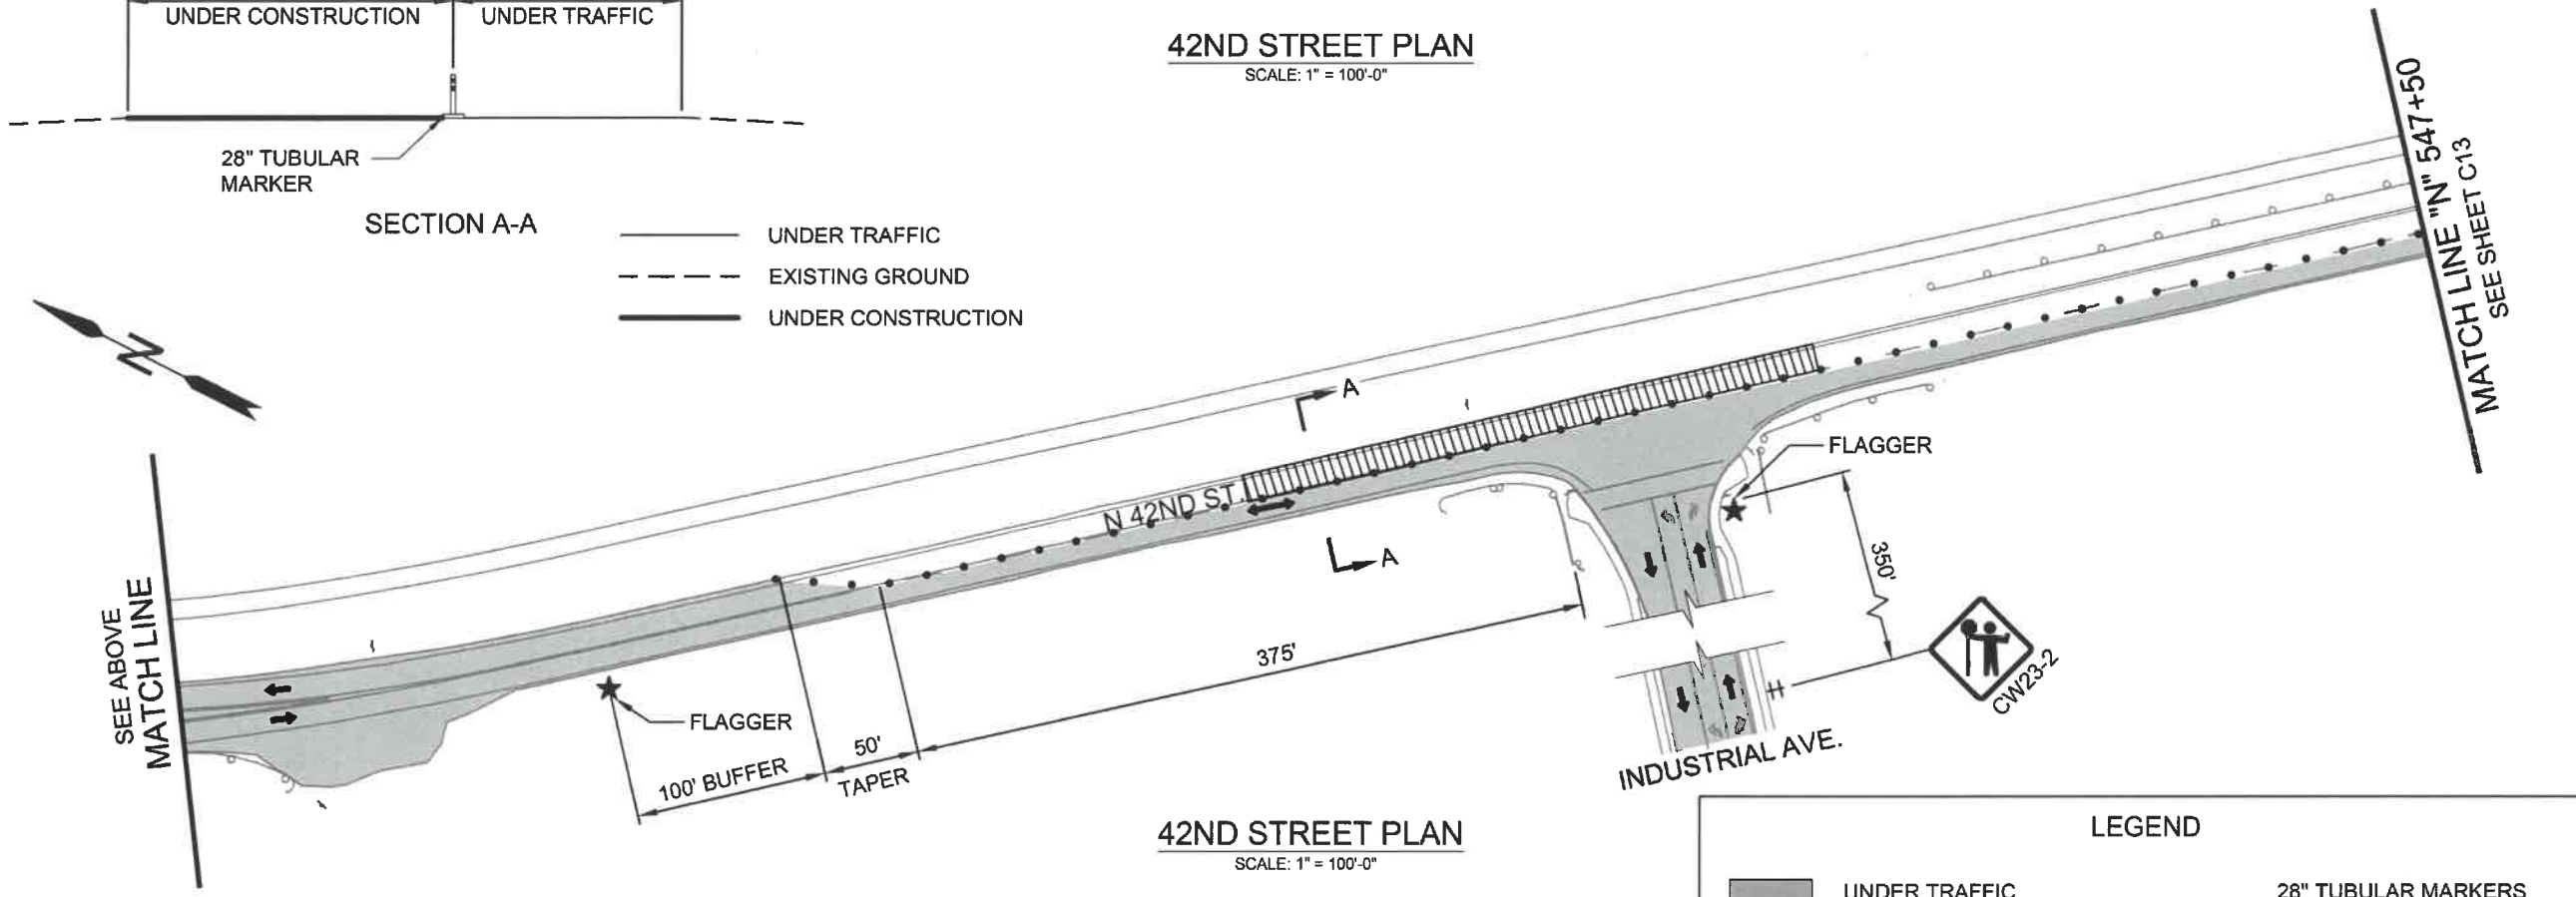 UNDER CONSTRUCTION
UNDER TRAFFIC
42ND STREET PLAN
SCALE: 1" = 100'-0"
28" TUBULAR
MARKER
SECTION A-A
UNDER TRAFFIC
EXISTING GROUND
UNDER CONSTRUCTION
N
MATCH LINE "N" 547+50
SEE SHEET C13
A
A
N 42ND ST.
FLAGGER
350'
CW23-2
SEE ABOVE
MATCH LINE
FLAGGER
375'
100' BUFFER
50'
TAPER
INDUSTRIAL AVE.
42ND STREET PLAN
SCALE: 1" = 100'-0"
LEGEND
UNDER TRAFFIC
28" TUBULAR MARKERS